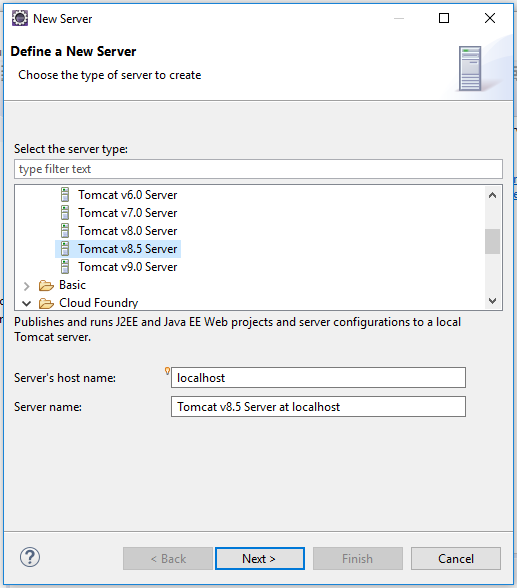 New Server
Define a New Server
Choose the type of server to create
Select the server type:
type filter text
Tomcat v6.0 Server
Tomcat v7.0 Server
Tomcat v8.0 Server
Tomcat v8.5 Server
Tomcat v9.0 Server
Basic
Cloud Foundry
Publishes and runs J2EE and Java EE Web projects and server configurations to a local
Tomcat server.
Server's host name: localhost
Server name: Tomcat v8.5 Server at localhost
? < Back Next > Finish Cancel